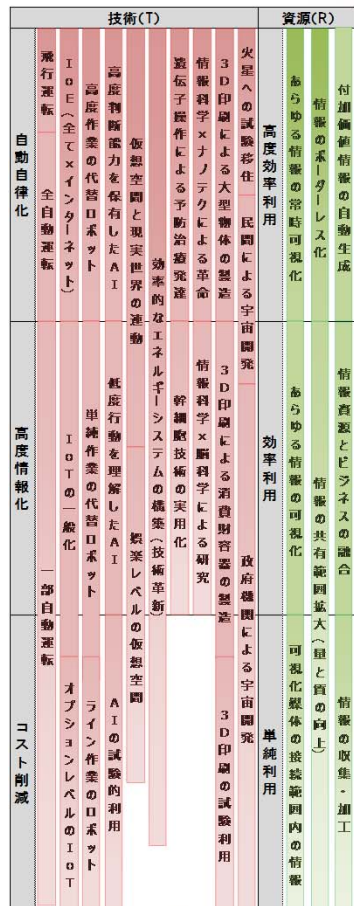 技術(T)
資源(R)
自動自律化
高度情報化
コスト削減
飛行運転
全自動運転
一部自動運転
IoE(全て×インターネット)
IOTの一般化
オプションレベルのIoT
高度作業の代替ロボット
単純作業の代替ロボット
ライン作業のロボット
高度判断能力を保有したAI
低度行動を理解したAI
AIの試験的利用
仮想空間と現実世界の連動
娯楽レベルの仮想空間
効率的なエネルギーシステムの構築(技術革新)
遺伝子操作による予防治療発達
幹細胞技術の実用化
情報科学×ナノテクによる革命
情報科学×脳科学による研究
3D印刷による大型物体の製造
3D印刷による消費財容器の製造
3D印刷の試験利用
火星への試験移住
民間による宇宙開発
政府機関による宇宙開発
高度効率利用
効率利用
単純利用
あらゆる情報の常時可視化
あらゆる情報の可視化
可視化媒体の接続範囲内の情報
情報のボーダーレス化
情報の共有範囲拡大(量と質の向上)
付加価値情報の自動生成
情報資源とビジネスの融合
情報の収集・加工